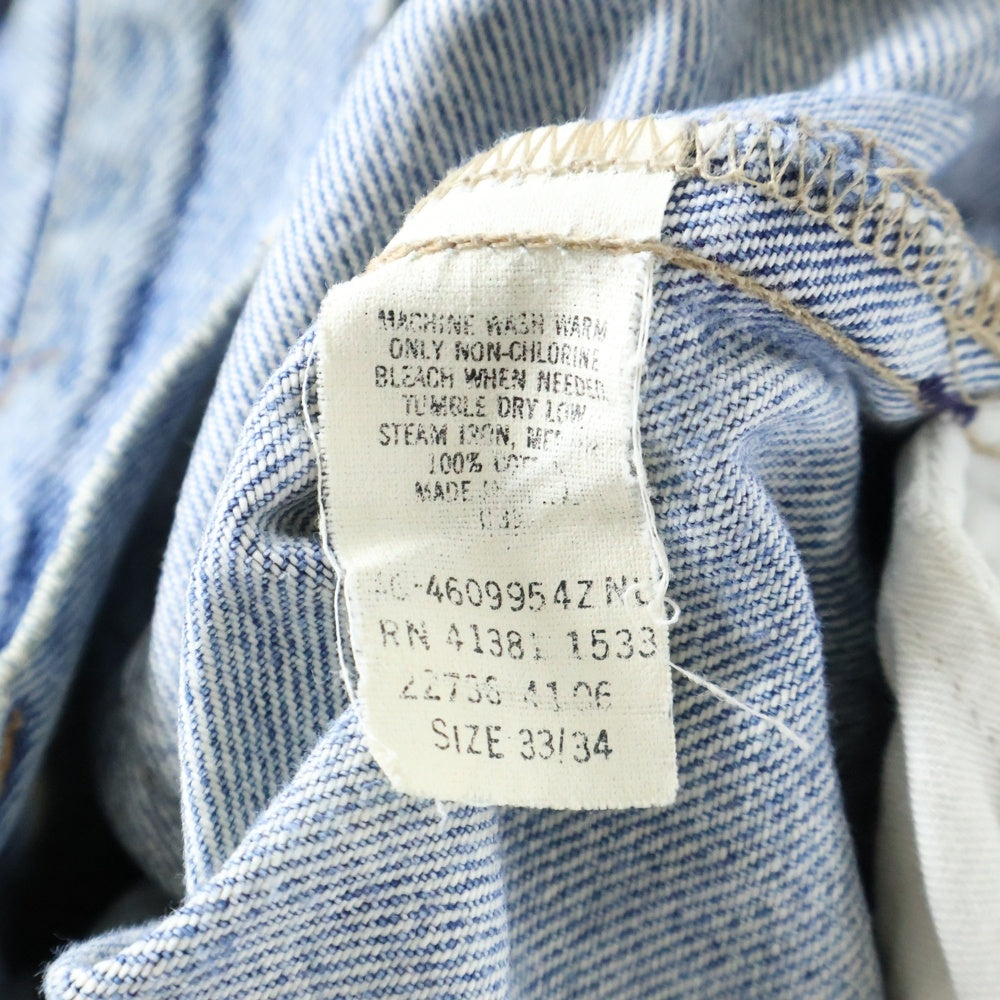 MACHINE WASH WARM
ONLY NON-CHLORINE
BLEACH WHEN NEEDED.
TUMBLE DRY LOW
STEAM IRON,
100%
MADE
AC-4609954Z
RN 41381 1533
22736 4106
SIZE 33/34